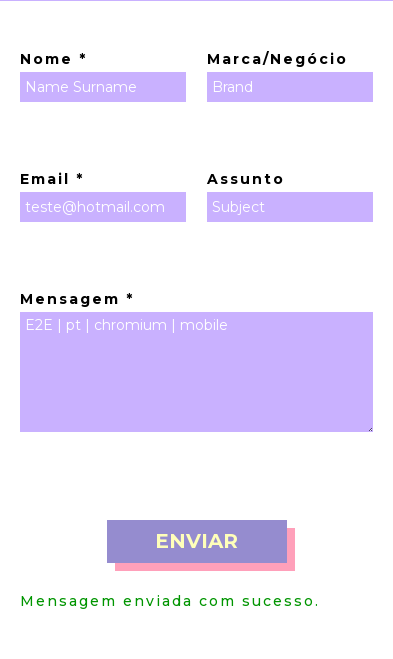 Nome *
Marca/Negócio
Name Surname
Brand
Email *
Assunto
teste@hotmail.com
Subject
Mensagem *
E2E | pt | chromium | mobile
ENVIAR
Mensagem enviada com sucesso.